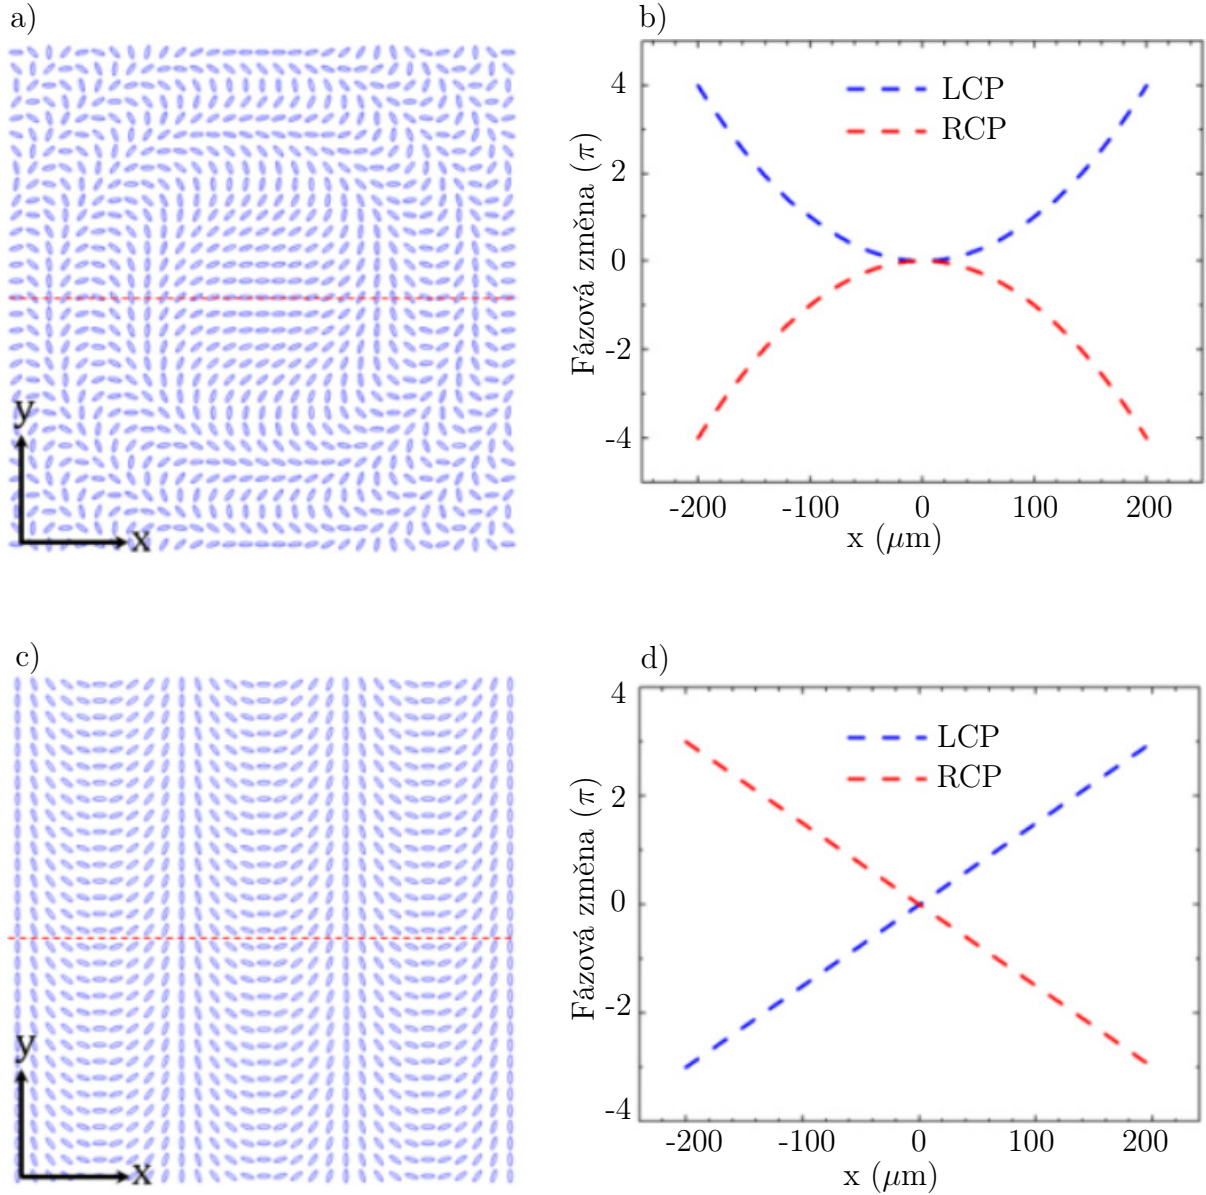 a)
y
x
b)
LCP
RCP
Fázová změna (π)
4
2
0
-2
-4
-200 -100 0 100 200
x (μm)
c)
y
x
d)
LCP
RCP
Fázová změna (π)
4
2
0
-2
-4
-200 -100 0 100 200
x (μm)